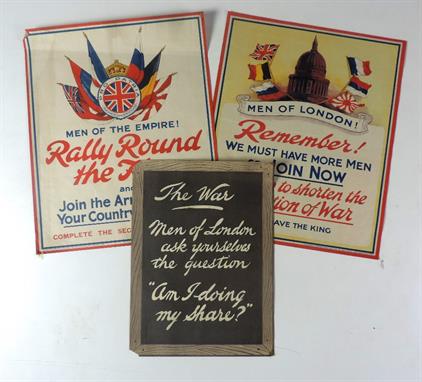 MEN OF THE EMPIRE!
Rally Round
the
and
Join the Ar
Your Country
COMPLETE THE SEC
MEN OF LONDON!
Remember!
WE MUST HAVE MORE MEN
JOIN NOW
to shorten the
tion of War
AVE THE KING
The War
Men of London
ask yourselves
the question
"Am I doing
my share?"